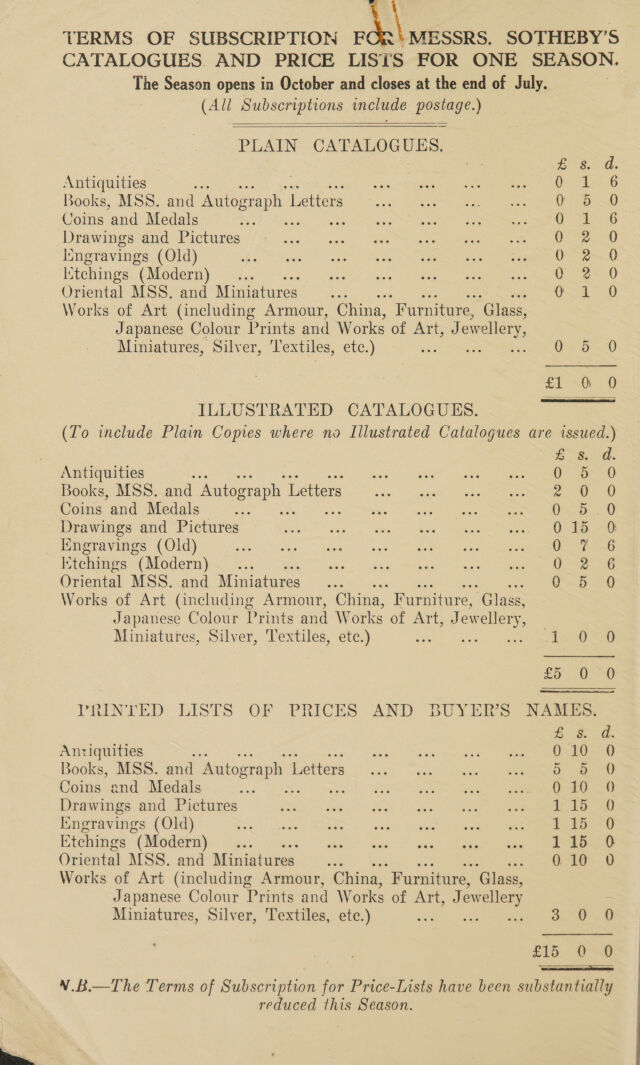 TERMS OF SUBSCRIPTION FOR MESSRS. SOTHEBY'S
CATALOGUES AND PRICE LISTS FOR ONE SEASON.
The Season opens in October and closes at the end of July.
(All Subscriptions include postage.)
PLAIN CATALOGUES.
£ s. d.
Antiquities ... ... ... ... ... ... ... ... 0 1 6
Books, MSS. and Autograph Letters ... ... ... ... 0 5 0
Coins and Medals ... ... ... ... ... ... ... 0 1 6
Drawings and Pictures ... ... ... ... ... ... 0 2 0
Engravings (Old) ... ... ... ... ... ... ... 0 2 0
Etchings (Modern) ... ... ... ... ... ... ... 0 2 0
Oriental MSS. and Miniatures ... ... ... ... ... 0 1 0
Works of Art (including Armour, China, Furniture, Glass,
Japanese Colour Prints and Works of Art, Jewellery,
Miniatures, Silver, Textiles, etc.) ... ... ... 0 5 0
£1 0 0
ILLUSTRATED CATALOGUES.
(To include Plain Copies where no Illustrated Catalogues are issued.)
£ s. d.
Antiquities ... ... ... ... ... ... ... ... 0 5 0
Books, MSS. and Autograph Letters ... ... ... ... 2 0 0
Coins and Medals ... ... ... ... ... ... ... 0 5 0
Drawings and Pictures ... ... ... ... ... ... 0 15 0
Engravings (Old) ... ... ... ... ... ... ... 0 7 6
Etchings (Modern) ... ... ... ... ... ... ... 0 2 6
Oriental MSS. and Miniatures ... ... ... ... ... 0 5 0
Works of Art (including Armour, China, Furniture, Glass,
Japanese Colour Prints and Works of Art, Jewellery,
Miniatures, Silver, Textiles, etc.) ... ... ... 1 0 0
£5 0 0
PRINTED LISTS OF PRICES AND BUYER'S NAMES.
£ s. d.
Antiquities ... ... ... ... ... ... ... ... 0 10 0
Books, MSS. and Autograph Letters ... ... ... ... 5 5 0
Coins and Medals ... ... ... ... ... ... ... 0 10 0
Drawings and Pictures ... ... ... ... ... ... 1 15 0
Engravings (Old) ... ... ... ... ... ... ... 1 15 0
Etchings (Modern) ... ... ... ... ... ... ... 1 15 0
Oriental MSS. and Miniatures ... ... ... ... ... 0 10 0
Works of Art (including Armour, China, Furniture, Glass,
Japanese Colour Prints and Works of Art, Jewellery
Miniatures, Silver, Textiles, etc.) ... ... ... 3 0 0
£15 0 0
N.B.—The Terms of Subscription for Price-Lists have been substantially
reduced this Season.